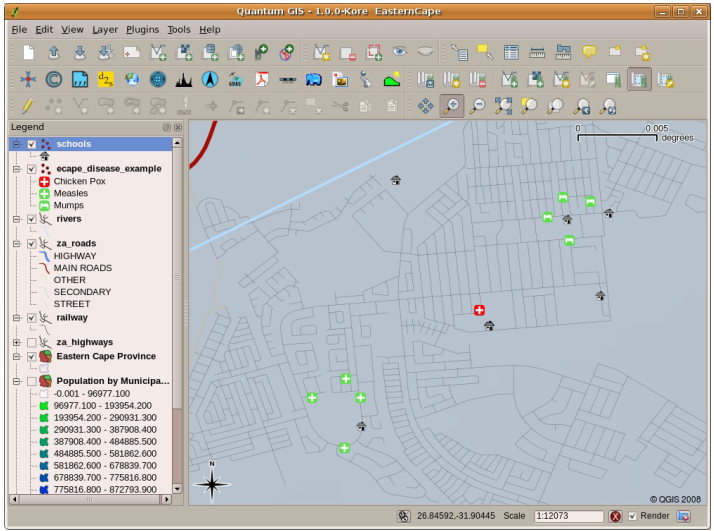 Quantum GIS - 1.0.0-Kore  EasternCape
File Edit View Layer Plugins Tools Help
Legend
schools
ecape_disease_example
Chicken Pox
Measles
Mumps
rivers
za_roads
HIGHWAY
MAIN ROADS
OTHER
SECONDARY
STREET
railway
za_highways
Eastern Cape Province
Population by Municipa...
-0.001 - 96977.100
96977.100 - 193954.200
193954.200 - 290931.300
290931.300 - 387908.400
387908.400 - 484885.500
484885.500 - 581862.600
581862.600 - 678839.700
678839.700 - 775816.800
775816.800 - 872793.900
0 0.005
degrees
N
© QGIS 2008
26.84592,-31.90445 Scale 1:12073 Render